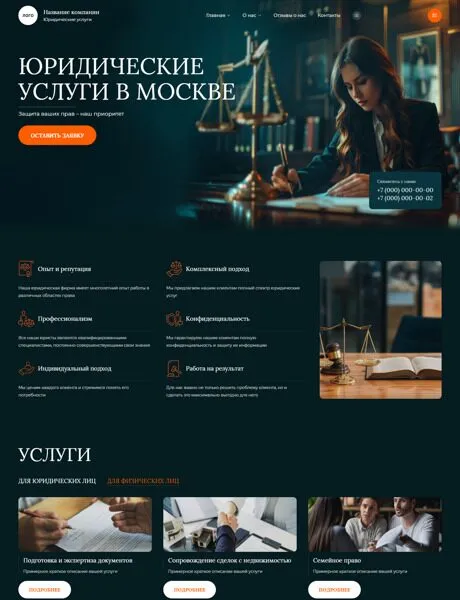 ЛОГО
Название компании
Юридические услуги
Главная
О нас
Отзывы о нас
Контакты
ЮРИДИЧЕСКИЕ
УСЛУГИ В МОСКВЕ
Защита ваших прав – наш приоритет
ОСТАВИТЬ ЗАЯВКУ
Свяжитесь с нами
+7 (000) 000-00-00
+7 (000) 000-00-02
Опыт и репутация
Наша юридическая фирма имеет многолетний опыт работы в
различных областях права
Комплексный подход
Мы предлагаем нашим клиентам полный спектр юридических
услуг
Профессионализм
Все наши юристы являются квалифицированными
специалистами, постоянно совершенствующими свои знания
Конфиденциальность
Мы гарантируем нашим клиентам полную
конфиденциальность и защиту их информации
Индивидуальный подход
Мы ценим каждого клиента и стремимся понять его
потребности
Работа на результат
Для нас важно не только решить проблему клиента, но и
сделать это максимально выгодно для него
УСЛУГИ
ДЛЯ ЮРИДИЧЕСКИХ ЛИЦ
ДЛЯ ФИЗИЧЕСКИХ ЛИЦ
Подготовка и экспертиза документов
Примерное краткое описание вашей услуги
ПОДРОБНЕЕ
Сопровождение сделок с недвижимостью
Примерное краткое описание вашей услуги
ПОДРОБНЕЕ
Семейное право
Примерное краткое описание вашей услуги
ПОДРОБНЕЕ